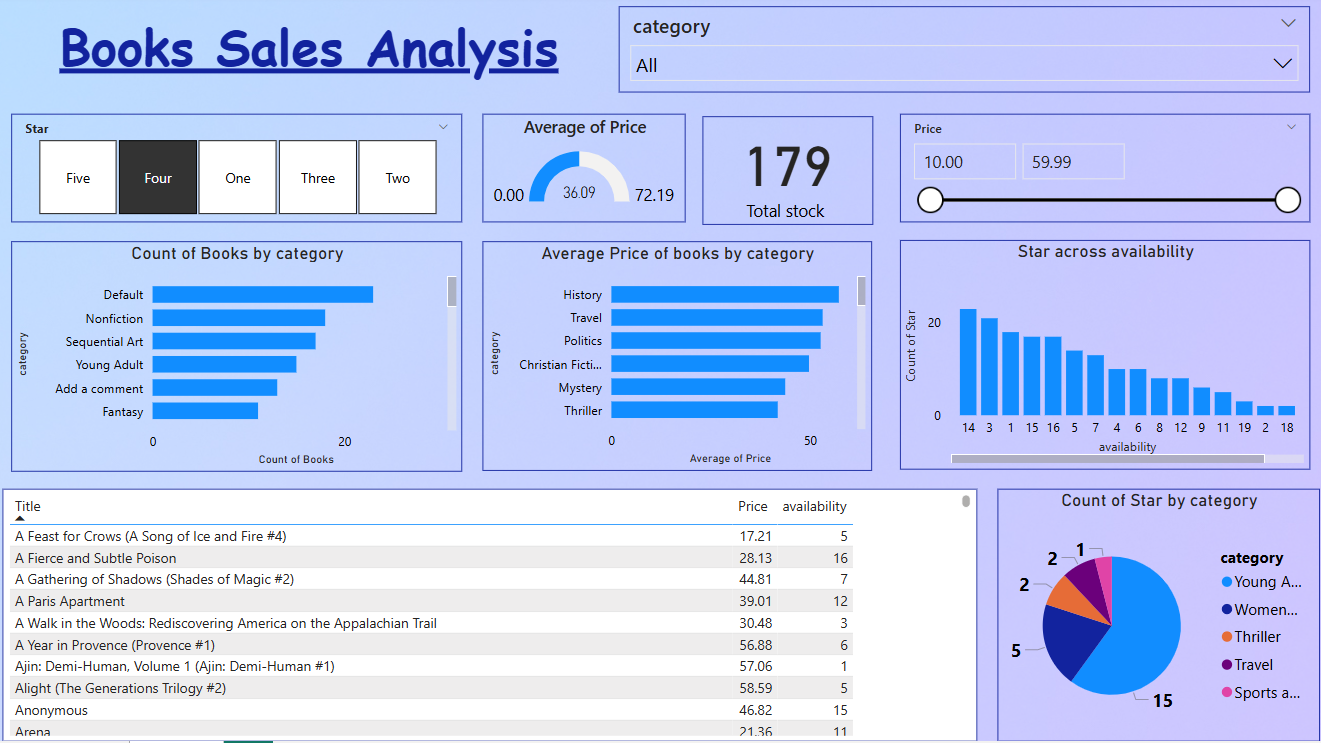 Books Sales Analysis
category
All
Star
Five Four One Three Two
Average of Price
0.00 36.09 72.19
179
Total stock
Price
10.00 59.99
Count of Books by category
category
Default
Nonfiction
Sequential Art
Young Adult
Add a comment
Fantasy
0 20
Count of Books
Average Price of books by category
category
History
Travel
Politics
Christian Ficti...
Mystery
Thriller
0 50
Average of Price
Star across availability
Count of Star
20
0
14 3 1 15 16 5 7 4 6 8 12 9 11 19 2 18
availability
Title Price availability
A Feast for Crows (A Song of Ice and Fire #4) 17.21 5
A Fierce and Subtle Poison 28.13 16
A Gathering of Shadows (Shades of Magic #2) 44.81 7
A Paris Apartment 39.01 12
A Walk in the Woods: Rediscovering America on the Appalachian Trail 30.48 3
A Year in Provence (Provence #1) 56.88 6
Ajin: Demi-Human, Volume 1 (Ajin: Demi-Human #1) 57.06 1
Alight (The Generations Trilogy #2) 58.59 5
Anonymous 46.82 15
Arena 21.36 11
Count of Star by category
1
2
2
5
15
category
Young A...
Women...
Thriller
Travel
Sports a...